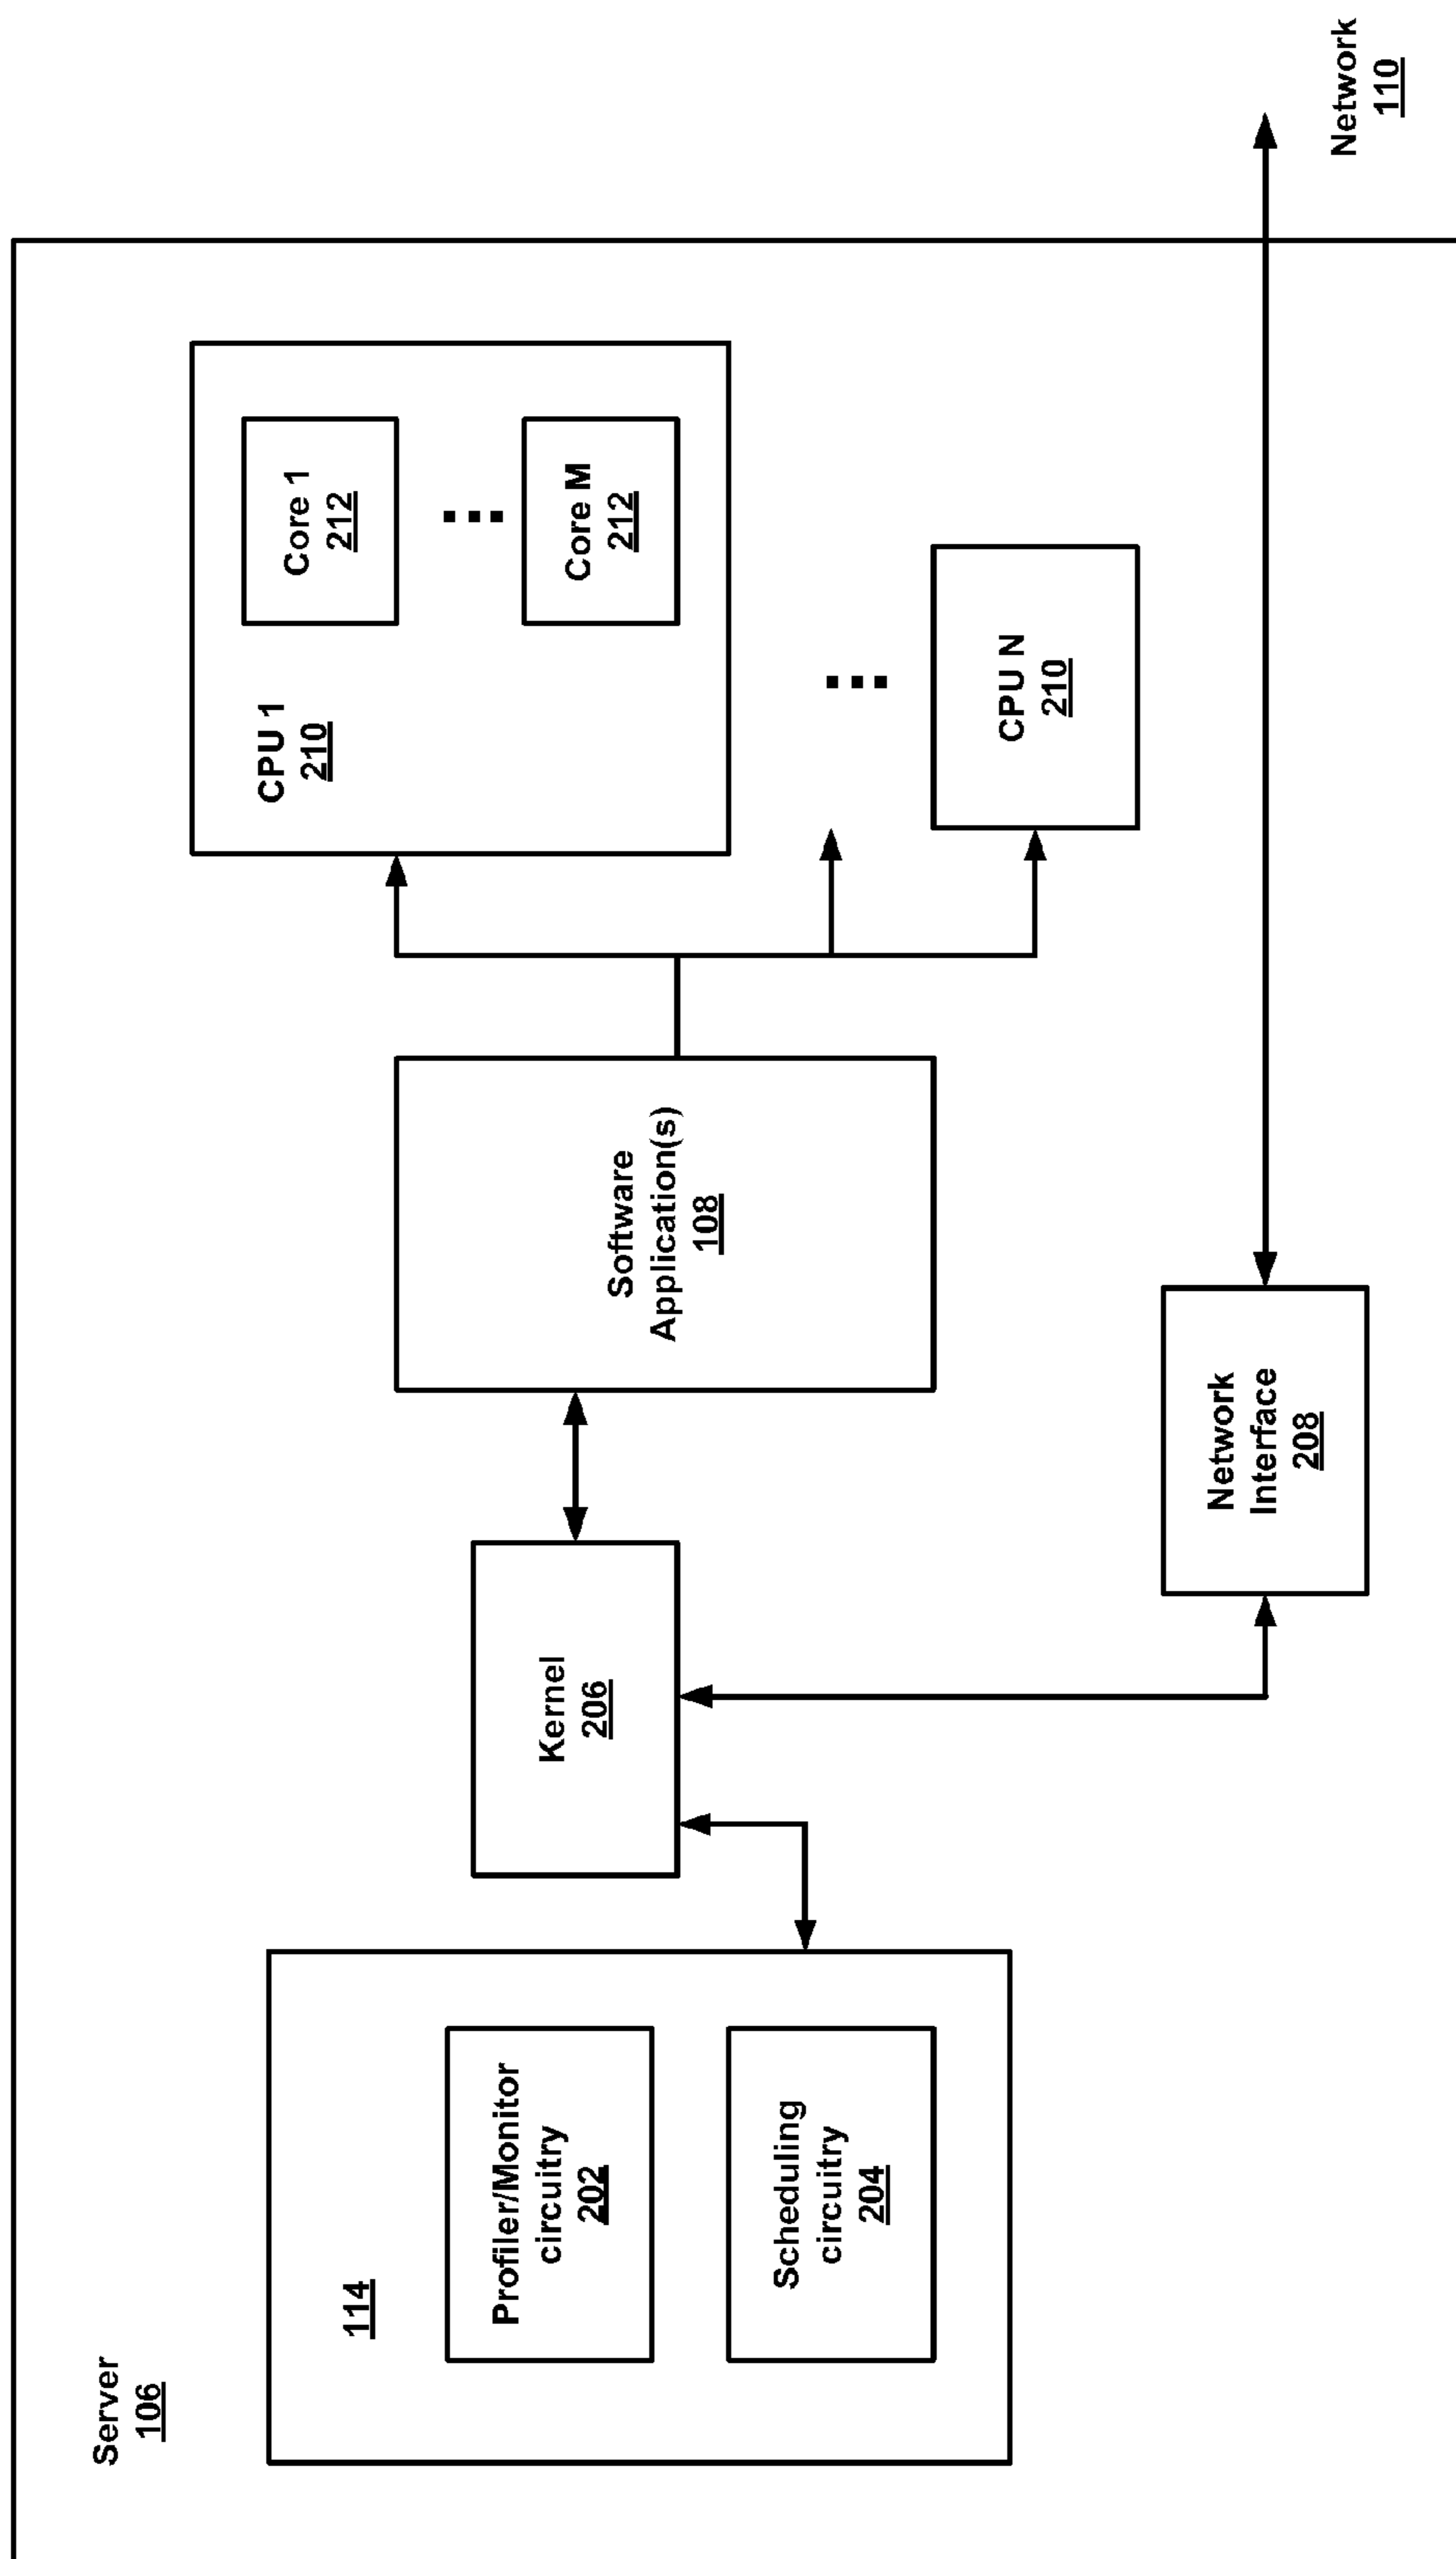 Server
106
114
Profiler/Monitor
circuitry
202
Scheduling
circuitry
204
Kernel
206
Software
Application(s)
108
Network
Interface
208
CPU 1
210
Core 1
212
Core M
212
CPU N
210
Network
110